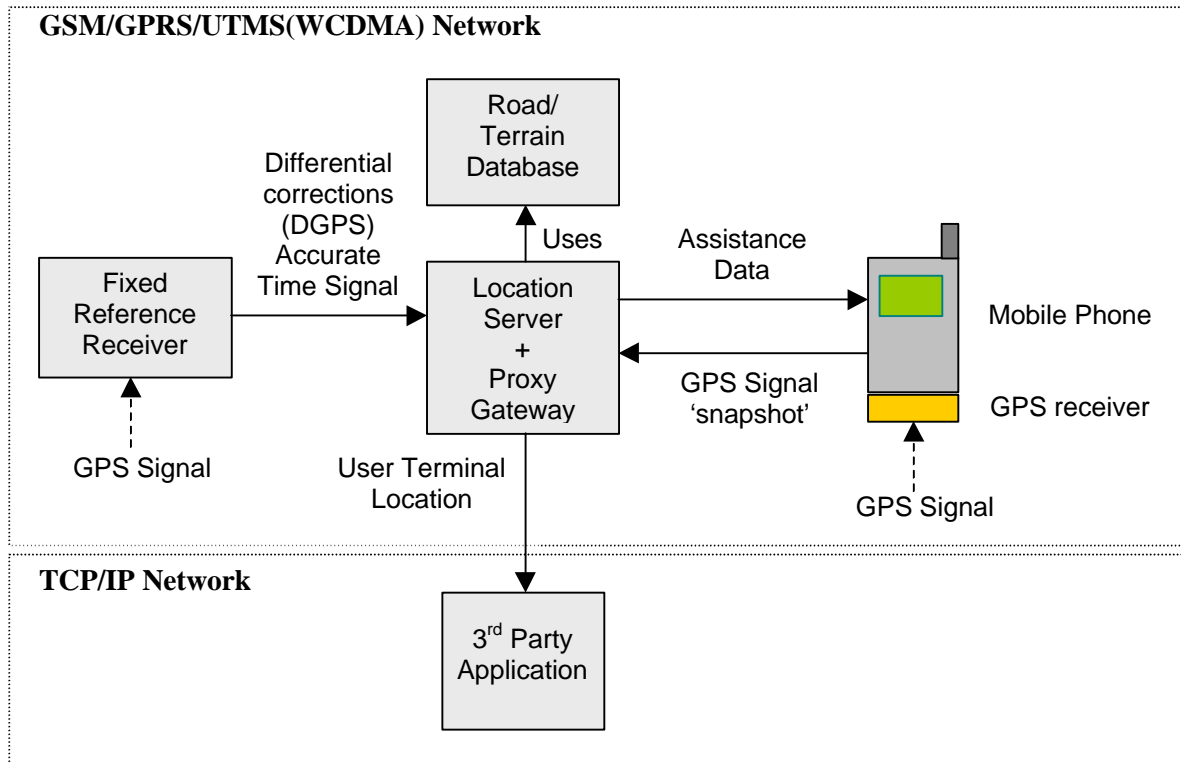 GSM/GPRS/UTMS(WCDMA) Network
Road/
Terrain
Database
Differential
corrections
(DGPS)
Accurate
Time Signal
Uses
Assistance
Data
Fixed
Reference
Receiver
Location
Server
+
Proxy
Gateway
Mobile Phone
GPS Signal
‘snapshot’
GPS receiver
GPS Signal
User Terminal
Location
GPS Signal
TCP/IP Network
3rd Party
Application